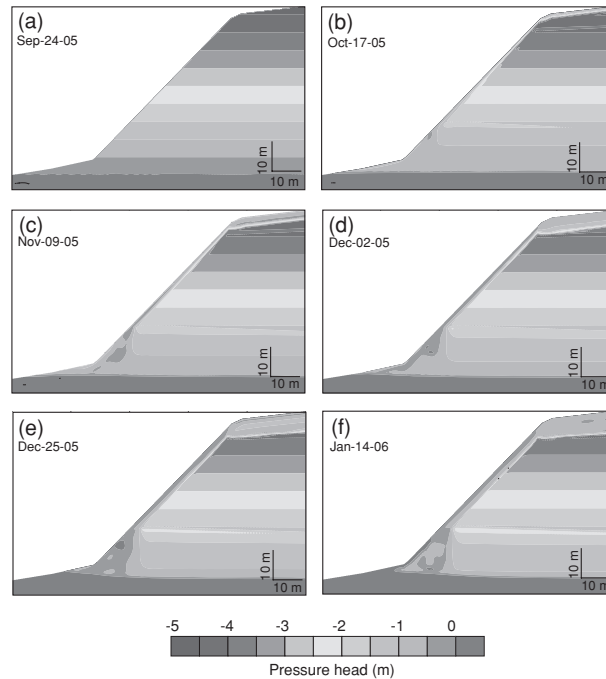 (a)
Sep-24-05
10 m
10 m
(b)
Oct-17-05
10 m
10 m
(c)
Nov-09-05
10 m
10 m
(d)
Dec-02-05
10 m
10 m
(e)
Dec-25-05
10 m
10 m
(f)
Jan-14-06
10 m
10 m
-5 -4 -3 -2 -1 0
Pressure head (m)